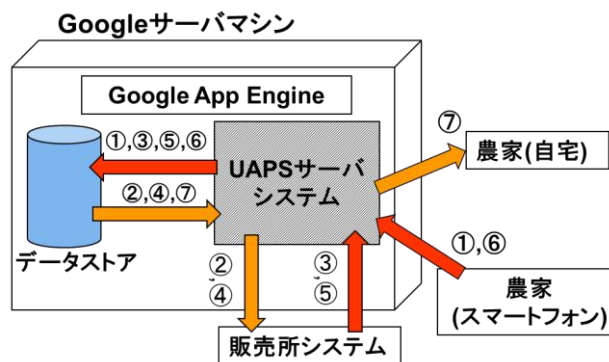 Googleサーバマシン
Google App Engine
①,③,⑤,⑥
UAPSサーバ
システム
②,④,⑦
データストア
⑦
農家(自宅)
①,⑥
農家
(スマートフォン)
②
,
④
③
,
⑤
販売所システム